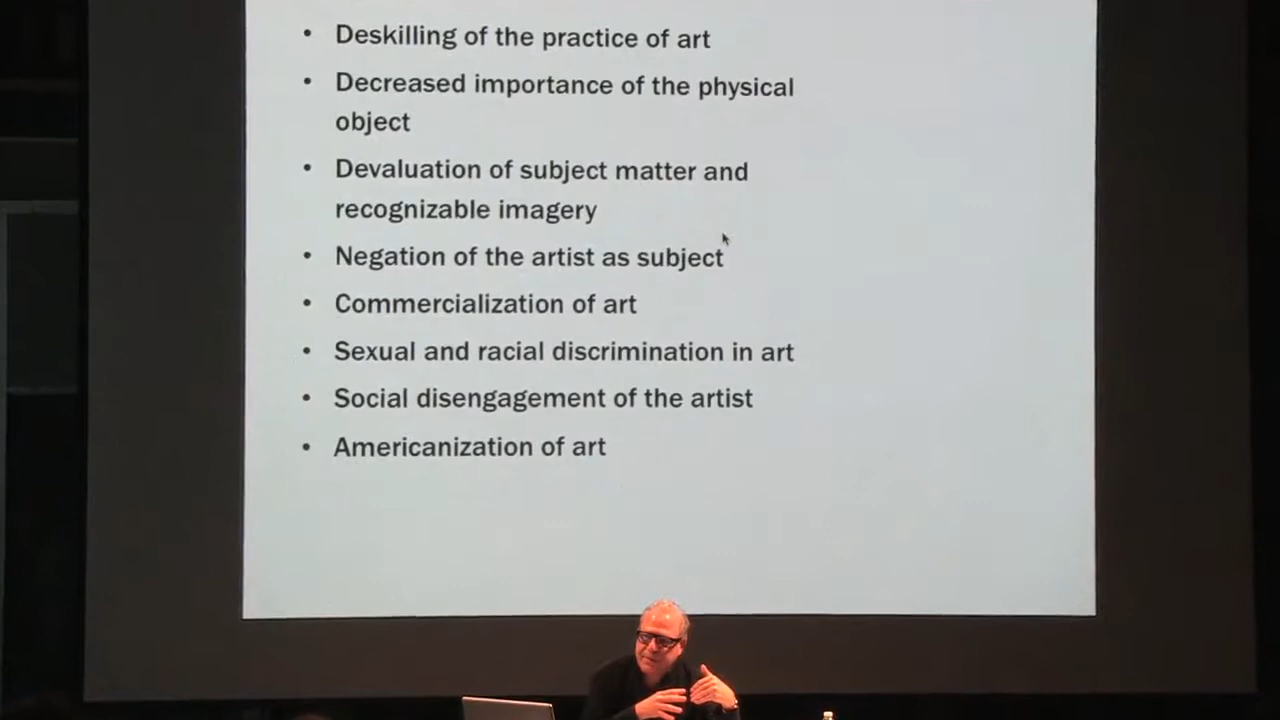 • Deskilling of the practice of art
• Decreased importance of the physical
object
• Devaluation of subject matter and
recognizable imagery
• Negation of the artist as subject
• Commercialization of art
• Sexual and racial discrimination in art
• Social disengagement of the artist
• Americanization of art